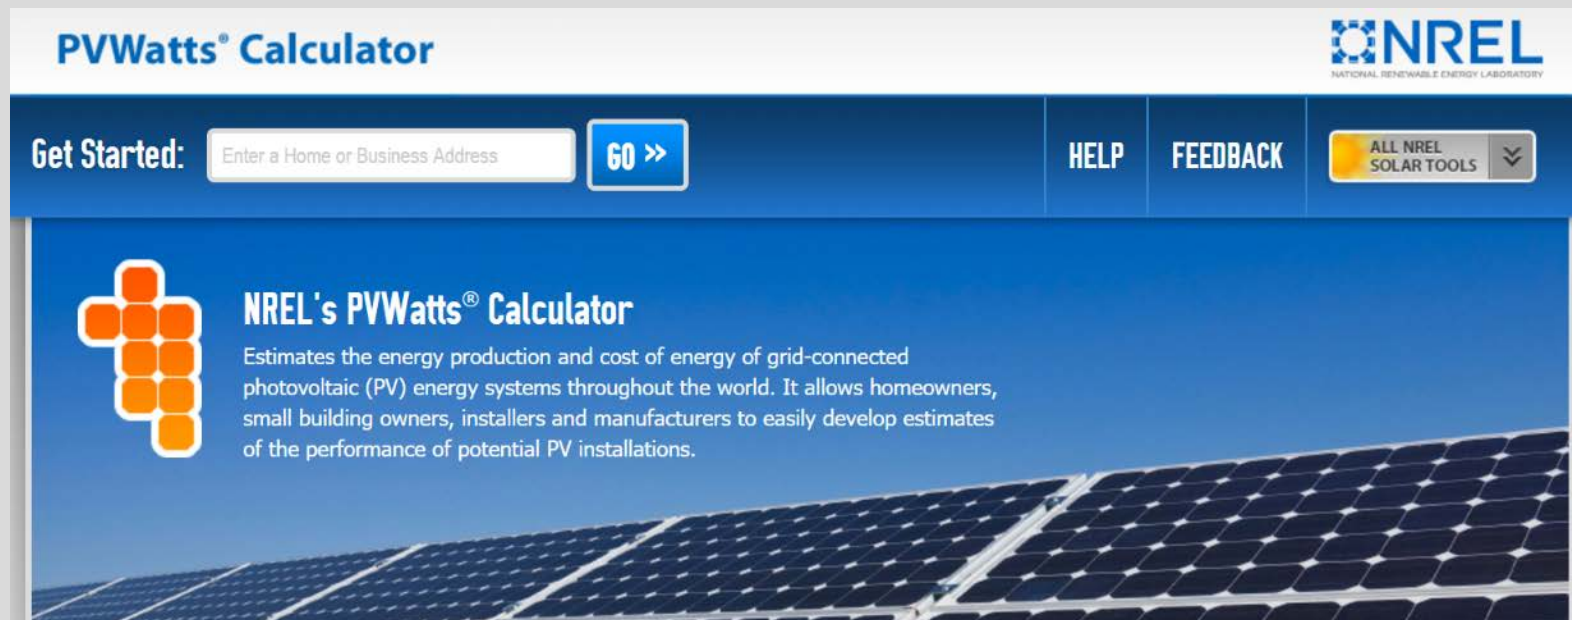 PVWatts® Calculator
NREL
NATIONAL RENEWABLE ENERGY LABORATORY
Get Started:
Enter a Home or Business Address
GO »
HELP
FEEDBACK
ALL NREL
SOLAR TOOLS
NREL's PVWatts® Calculator
Estimates the energy production and cost of energy of grid-connected
photovoltaic (PV) energy systems throughout the world. It allows homeowners,
small building owners, installers and manufacturers to easily develop estimates
of the performance of potential PV installations.